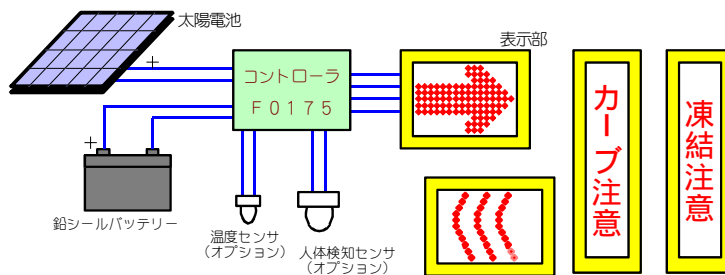 太陽電池
+
コントローラ
F0175
表示部
+
鉛シールバッテリー
温度センサ
(オプション)
人体検知センサ
(オプション)
カーブ注意
凍結注意